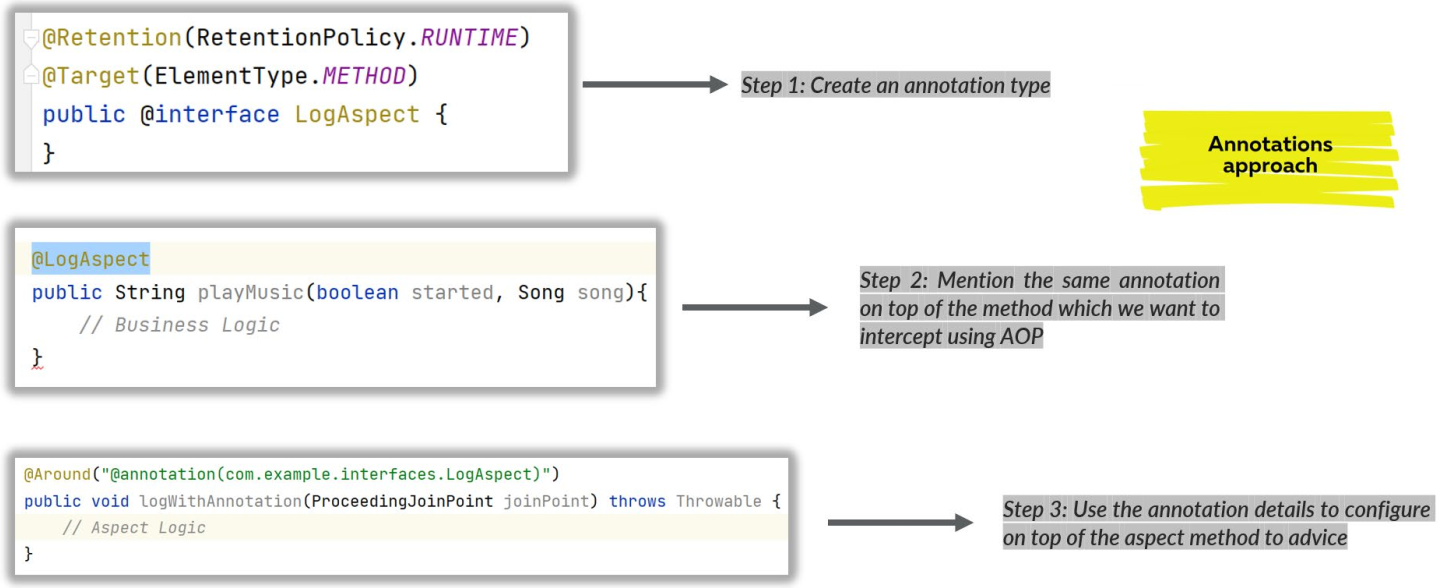 @Retention(RetentionPolicy.RUNTIME)
@Target(ElementType.METHOD)
public @interface LogAspect {
}
Step 1: Create an annotation type
Annotations
approach
@LogAspect
public String playMusic(boolean started, Song song){
// Business Logic
}
Step 2: Mention the same annotation
on top of the method which we want to
intercept using AOP
@Around("@annotation(com.example.interfaces.LogAspect)")
public void logWithAnnotation(ProceedingJoinPoint joinPoint) throws Throwable {
// Aspect Logic
}
Step 3: Use the annotation details to configure
on top of the aspect method to advice